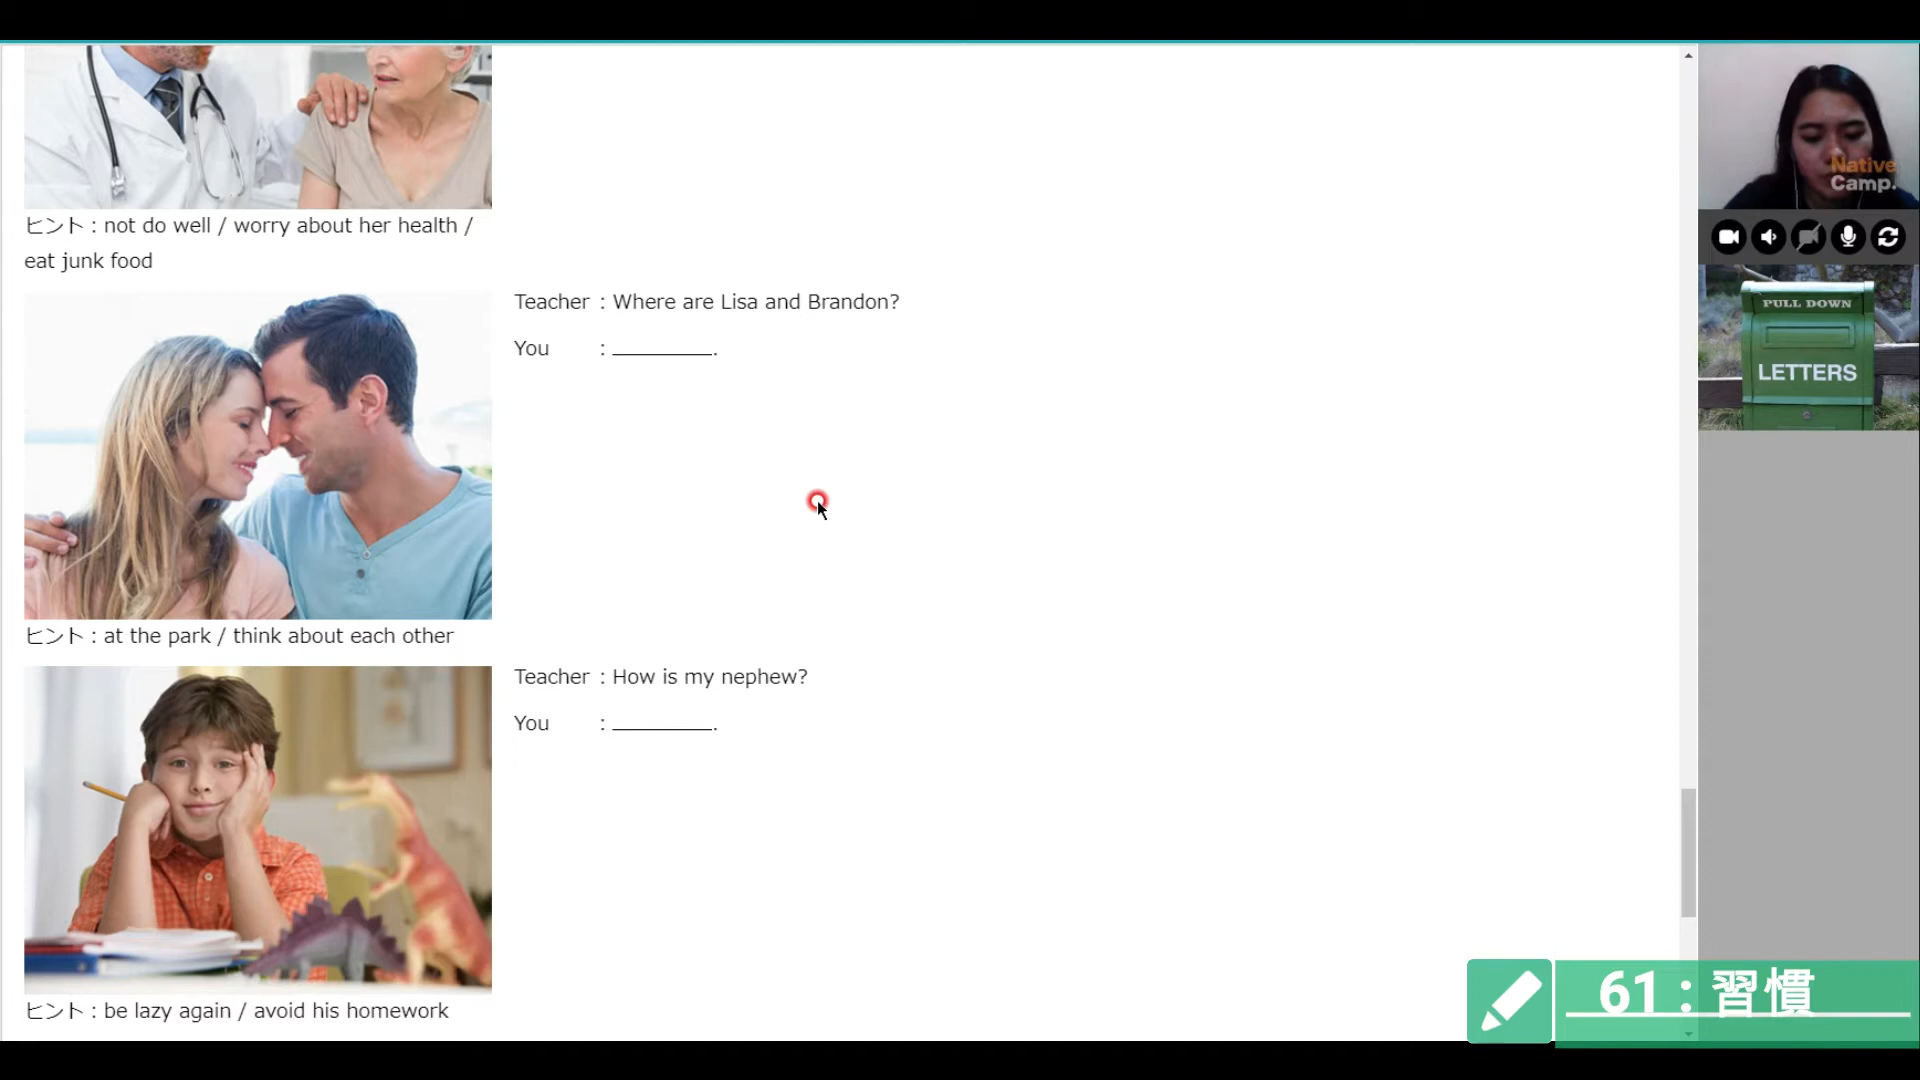 ヒント : not do well / worry about her health /
eat junk food
Teacher : Where are Lisa and Brandon?
You : __________.
ヒント : at the park / think about each other
Teacher : How is my nephew?
You : __________.
ヒント : be lazy again / avoid his homework
Native
Camp.
PULL DOWN
LETTERS
61 : 習慣